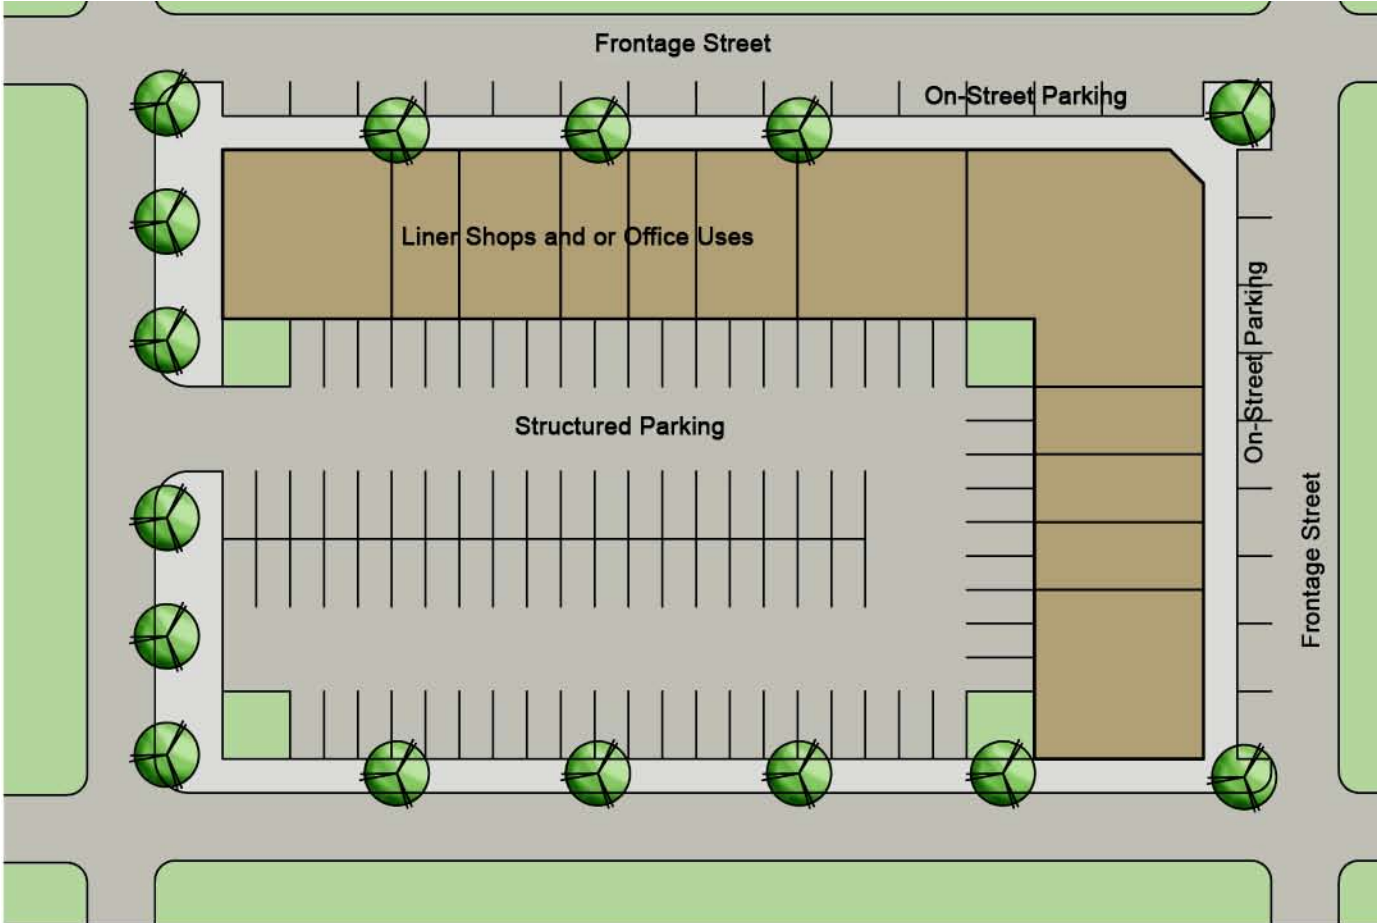 Frontage Street
On-Street Parking
Liner Shops and or Office Uses
On-Street Parking
Structured Parking
Frontage Street